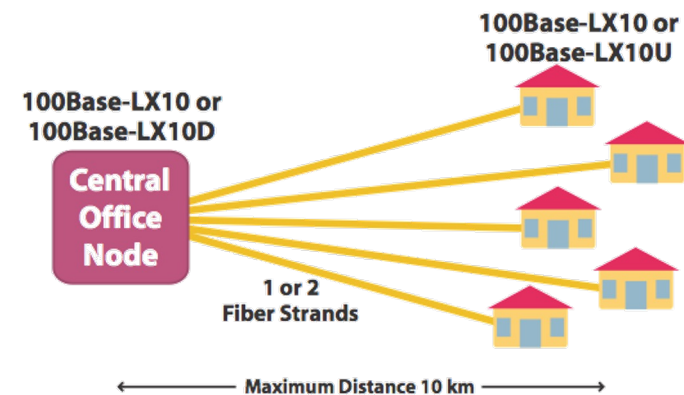 100Base-LX10 or
100Base-LX10U
100Base-LX10 or
100Base-LX10D
Central
Office
Node
1 or 2
Fiber Strands
Maximum Distance 10 km